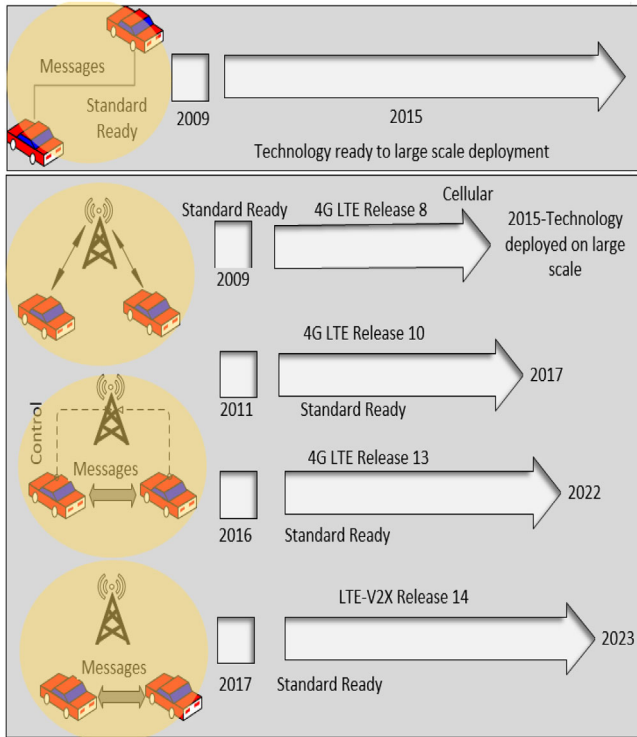 Messages
Standard
Ready
2009
2015
Technology ready to large scale deployment
Standard Ready
4G LTE Release 8
Cellular
2009
2015-Technology
deployed on large
scale
4G LTE Release 10
2011
Standard Ready
2017
Control
Messages
4G LTE Release 13
2016
Standard Ready
2022
Messages
LTE-V2X Release 14
2017
Standard Ready
2023